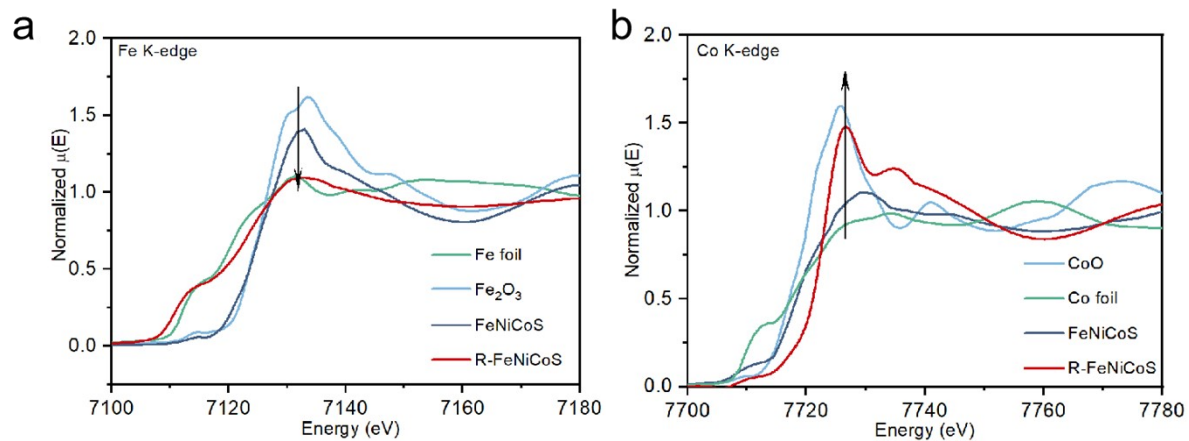 a
Fe K-edge
2.0
1.5
1.0
0.5
0.0
Normalized μ(E)
Fe foil
Fe₂O₃
FeNiCoS
R-FeNiCoS
7100 7120 7140 7160 7180
Energy (eV)
b
Co K-edge
2.0
1.5
1.0
0.5
0.0
Normalized μ(E)
CoO
Co foil
FeNiCoS
R-FeNiCoS
7700 7720 7740 7760 7780
Energy (eV)